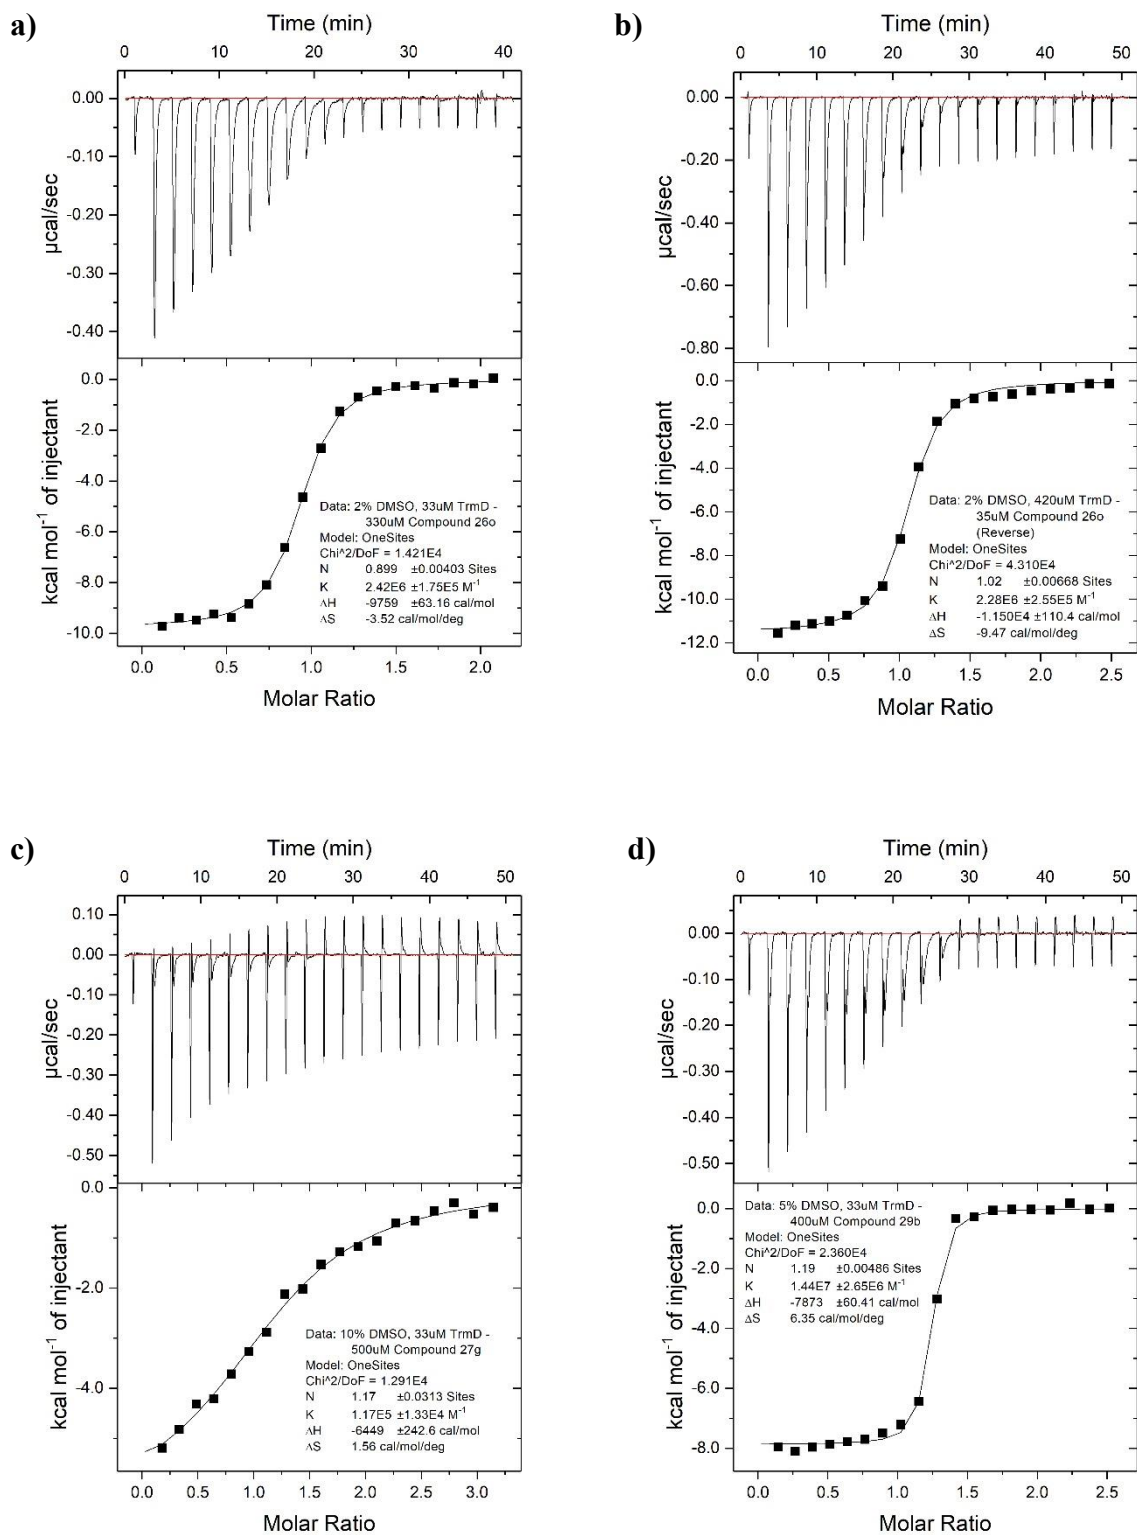 a)
Time (min)
0 10 20 30 40
0.00
-0.10
-0.20
-0.30
-0.40
µcal/sec
0.0
-2.0
-4.0
-6.0
-8.0
-10.0
kcal mol⁻¹ of injectant
Data: 2% DMSO, 33uM TrmD -
330uM Compound 26o
Model: OneSites
Chi^2/DoF = 1.421E4
N 0.899 ±0.00403 Sites
K 2.42E6 ±1.75E5 M⁻¹
ΔH -9759 ±63.16 cal/mol
ΔS -3.52 cal/mol/deg
0.0 0.5 1.0 1.5 2.0
Molar Ratio
b)
Time (min)
0 10 20 30 40 50
0.00
-0.20
-0.40
-0.60
-0.80
µcal/sec
0.0
-2.0
-4.0
-6.0
-8.0
-10.0
-12.0
kcal mol⁻¹ of injectant
Data: 2% DMSO, 420uM TrmD -
35uM Compound 26o
(Reverse)
Model: OneSites
Chi^2/DoF = 4.310E4
N 1.02 ±0.00668 Sites
K 2.28E6 ±2.55E5 M⁻¹
ΔH -1.150E4 ±110.4 cal/mol
ΔS -9.47 cal/mol/deg
0.0 0.5 1.0 1.5 2.0 2.5
Molar Ratio
c)
Time (min)
0 10 20 30 40 50
0.10
0.00
-0.10
-0.20
-0.30
-0.40
-0.50
µcal/sec
0.0
-2.0
-4.0
kcal mol⁻¹ of injectant
Data: 10% DMSO, 33uM TrmD -
500uM Compound 27g
Model: OneSites
Chi^2/DoF = 1.291E4
N 1.17 ±0.0313 Sites
K 1.17E5 ±1.33E4 M⁻¹
ΔH -6449 ±242.6 cal/mol
ΔS 1.56 cal/mol/deg
0.0 0.5 1.0 1.5 2.0 2.5 3.0
Molar Ratio
d)
Time (min)
0 10 20 30 40 50
0.00
-0.10
-0.20
-0.30
-0.40
-0.50
µcal/sec
0.0
-2.0
-4.0
-6.0
-8.0
kcal mol⁻¹ of injectant
Data: 5% DMSO, 33uM TrmD -
400uM Compound 29b
Model: OneSites
Chi^2/DoF = 2.360E4
N 1.19 ±0.00486 Sites
K 1.44E7 ±2.65E6 M⁻¹
ΔH -7873 ±60.41 cal/mol
ΔS 6.35 cal/mol/deg
0.0 0.5 1.0 1.5 2.0 2.5
Molar Ratio